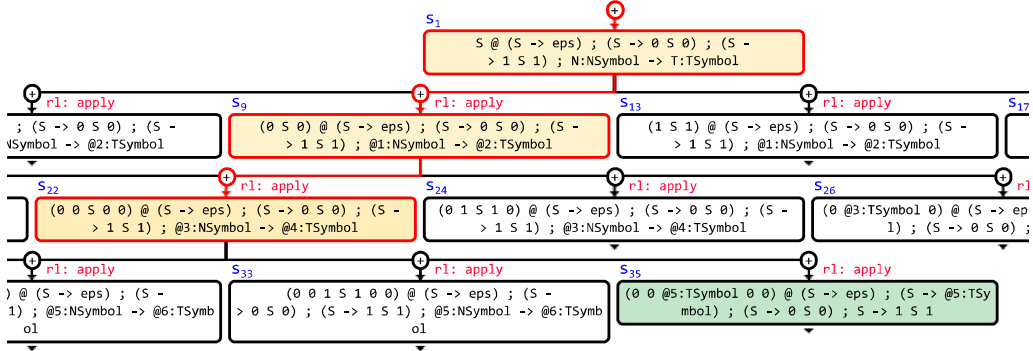 S1
+
S @ (S -> eps) ; (S -> 0 S 0) ; (S -
> 1 S 1) ; N:NSymbol -> T:TSymbol
+ rl: apply
; (S -> 0 S 0) ; (S -
NSymbol -> @2:TSymbol
S9
+ rl: apply
(0 S 0) @ (S -> eps) ; (S -> 0 S 0) ; (S -
> 1 S 1) ; @1:NSymbol -> @2:TSymbol
S13
+ rl: apply
(1 S 1) @ (S -> eps) ; (S -> 0 S 0) ; (S -
> 1 S 1) ; @1:NSymbol -> @2:TSymbol
S17
S22
+ rl: apply
(0 0 S 0 0) @ (S -> eps) ; (S -> 0 S 0) ; (S -
> 1 S 1) ; @3:NSymbol -> @4:TSymbol
S24
+ rl: apply
(0 1 S 1 0) @ (S -> eps) ; (S -> 0 S 0) ; (S -
> 1 S 1) ; @3:NSymbol -> @4:TSymbol
S26
+ rl
(0 @3:TSymbol 0) @ (S -> ep
l) ; (S -> 0 S 0) ;
+ rl: apply
) @ (S -> eps) ; (S -
1) ; @5:NSymbol -> @6:TSymb
ol
S33
+ rl: apply
(0 0 1 S 1 0 0) @ (S -> eps) ; (S -
> 0 S 0) ; (S -> 1 S 1) ; @5:NSymbol -> @6:TSymb
ol
S35
+ rl: apply
(0 0 @5:TSymbol 0 0) @ (S -> eps) ; (S -> @5:TSy
mbol) ; (S -> 0 S 0) ; S -> 1 S 1